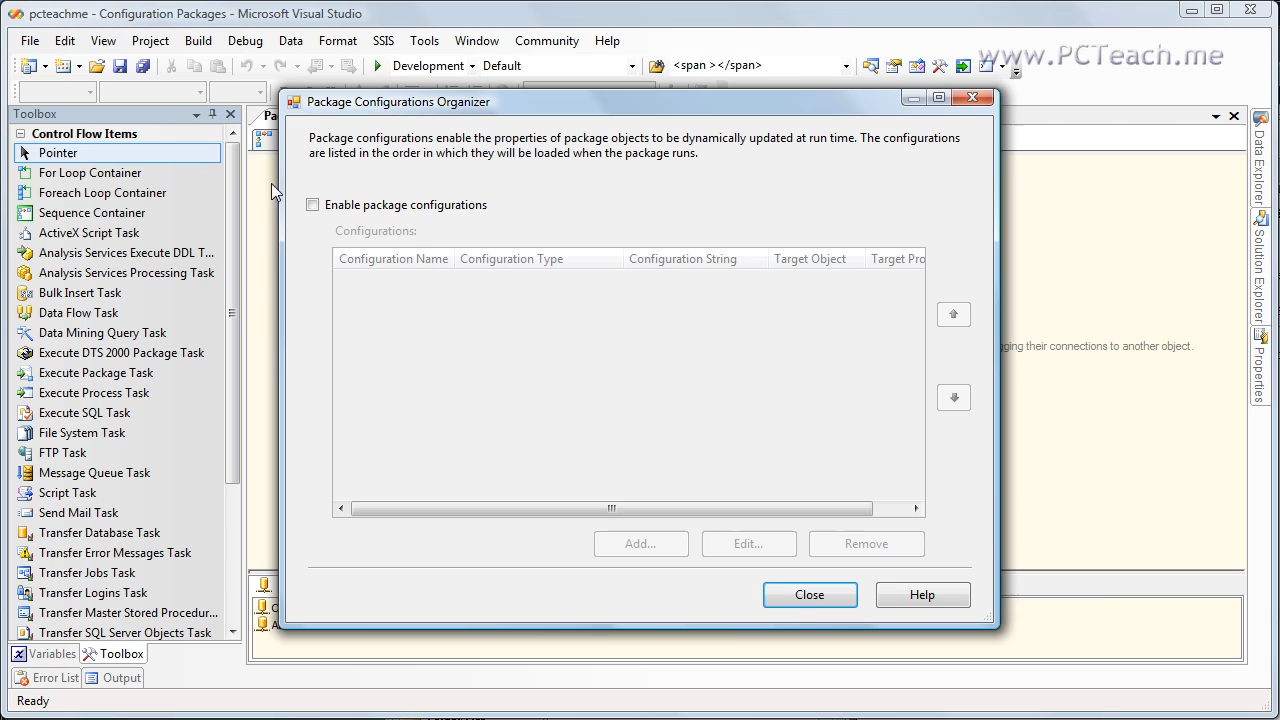 pcteachme - Configuration Packages - Microsoft Visual Studio
File Edit View Project Build Debug Data Format SSIS Tools Window Community Help
Development Default <span ></span>
www.PCTeach.me
Toolbox
Control Flow Items
Pointer
For Loop Container
Foreach Loop Container
Sequence Container
ActiveX Script Task
Analysis Services Execute DDL T...
Analysis Services Processing Task
Bulk Insert Task
Data Flow Task
Data Mining Query Task
Execute DTS 2000 Package Task
Execute Package Task
Execute Process Task
Execute SQL Task
File System Task
FTP Task
Message Queue Task
Script Task
Send Mail Task
Transfer Database Task
Transfer Error Messages Task
Transfer Jobs Task
Transfer Logins Task
Transfer Master Stored Procedur...
Transfer SQL Server Objects Task
Variables Toolbox
Error List Output
Ready
Package Configurations Organizer
Package configurations enable the properties of package objects to be dynamically updated at run time. The configurations
are listed in the order in which they will be loaded when the package runs.
Enable package configurations
Configurations:
Configuration Name Configuration Type Configuration String Target Object Target Pro
Add... Edit... Remove
Close Help
ging their connections to another object.
Data Explorer
Solution Explorer
Properties